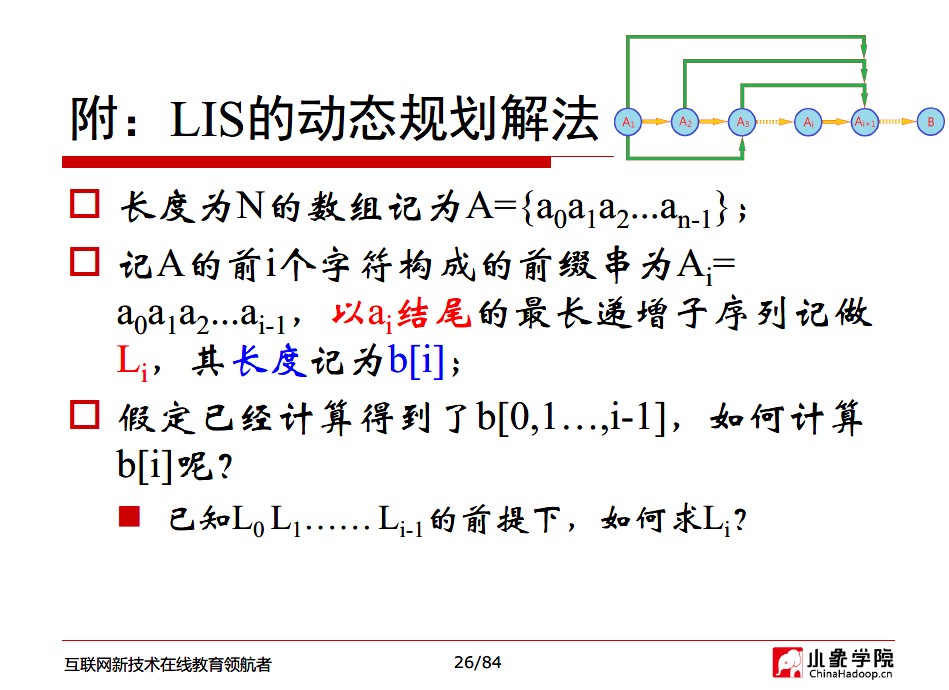 附：LIS的动态规划解法
A1 A2 A3 Ai Ai+1 B
长度为N的数组记为A={a0a1a2...an-1}；
记A的前i个字符构成的前缀串为Ai=
a0a1a2...ai-1，以ai结尾的最长递增子序列记做
Li，其长度记为b[i]；
假定已经计算得到了b[0,1…,i-1]，如何计算
b[i]呢？
已知L0 L1…… Li-1的前提下，如何求Li？
互联网新技术在线教育领航者
26/84
小象学院
ChinaHadoop.cn